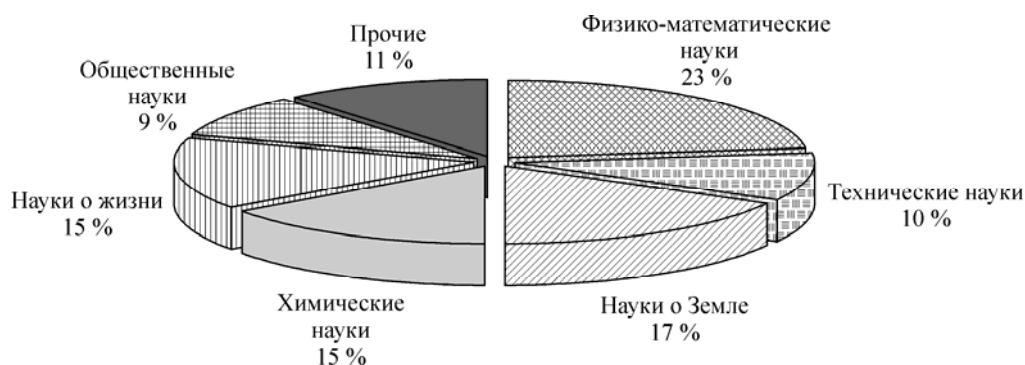 Физико-математические
науки
23 %
Технические науки
10 %
Науки о Земле
17 %
Химические
науки
15 %
Науки о жизни
15 %
Общественные
науки
9 %
Прочие
11 %